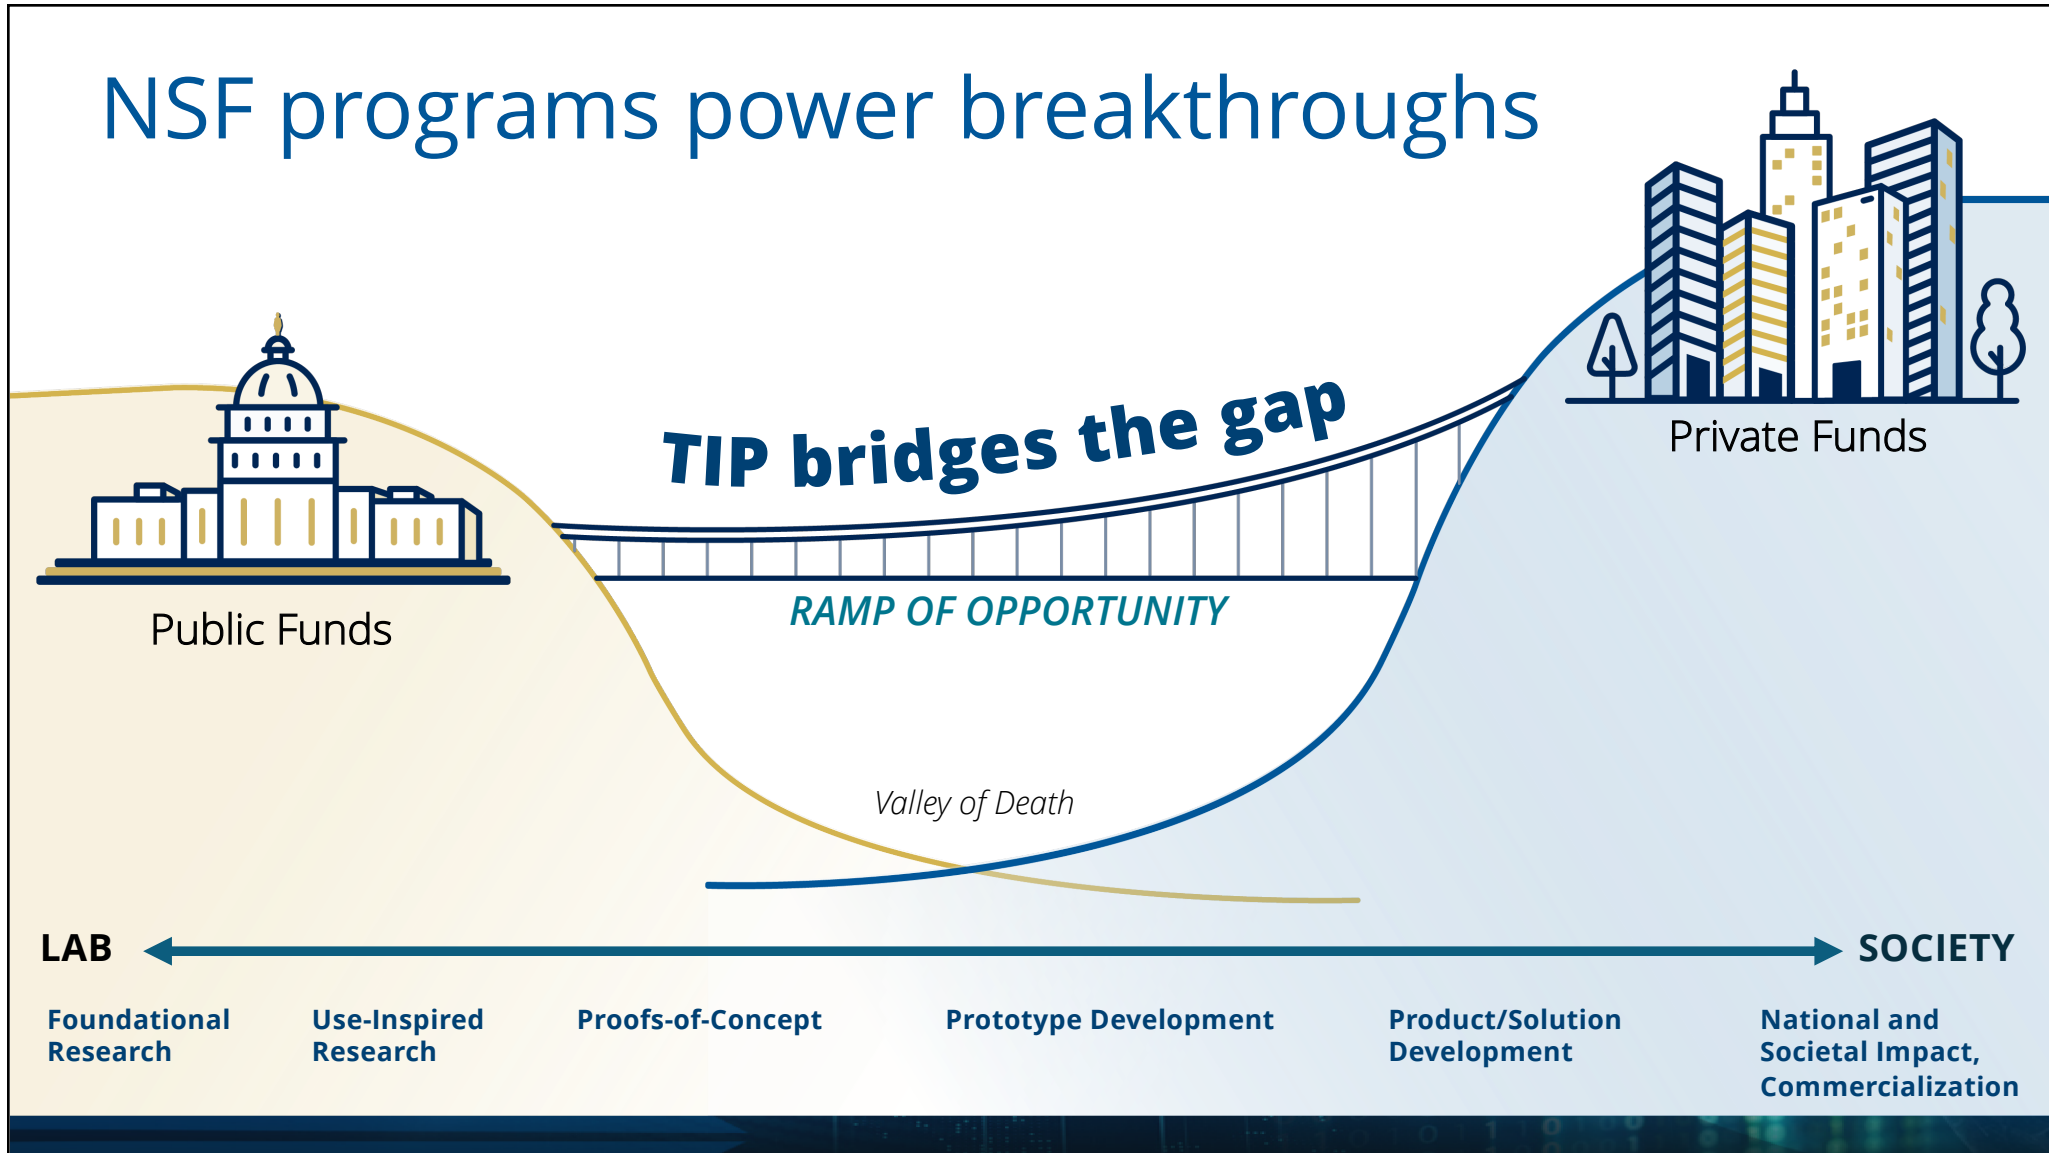 NSF programs power breakthroughs
TIP bridges the gap
Private Funds
RAMP OF OPPORTUNITY
Public Funds
Valley of Death
LAB
SOCIETY
Foundational
Research
Use-Inspired
Research
Proofs-of-Concept
Prototype Development
Product/Solution
Development
National and
Societal Impact,
Commercialization